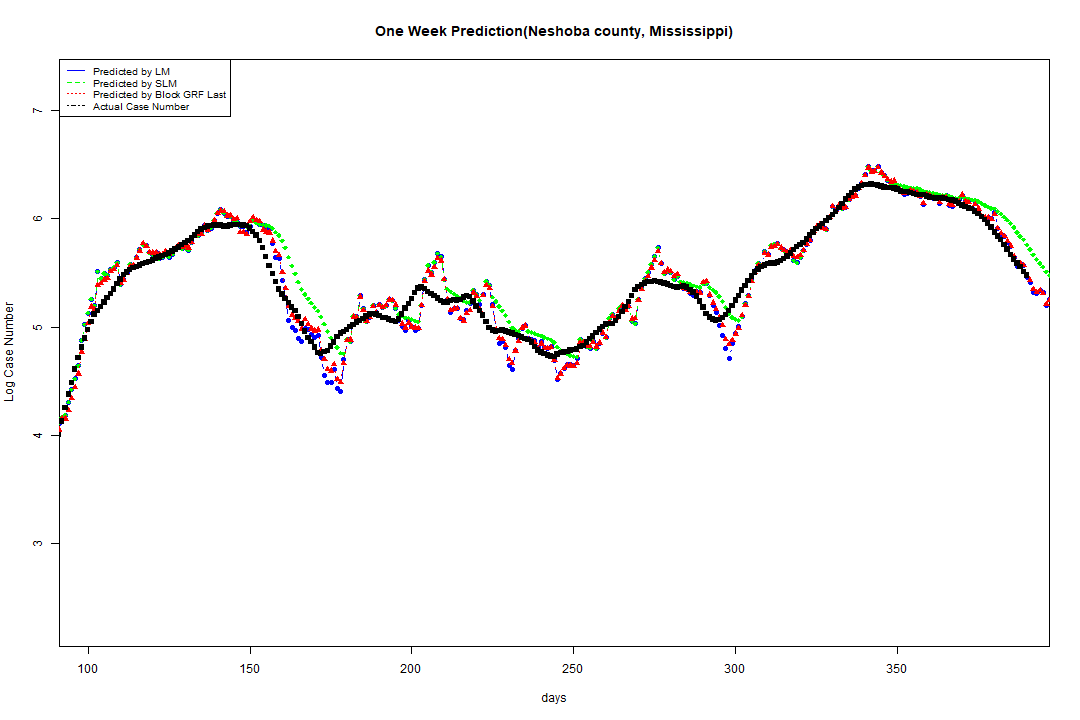 One Week Prediction(Neshoba county, Mississippi)
Predicted by LM
Predicted by SLM
Predicted by Block GRF Last
Actual Case Number
7
6
5
4
3
Log Case Number
100 150 200 250 300 350
days